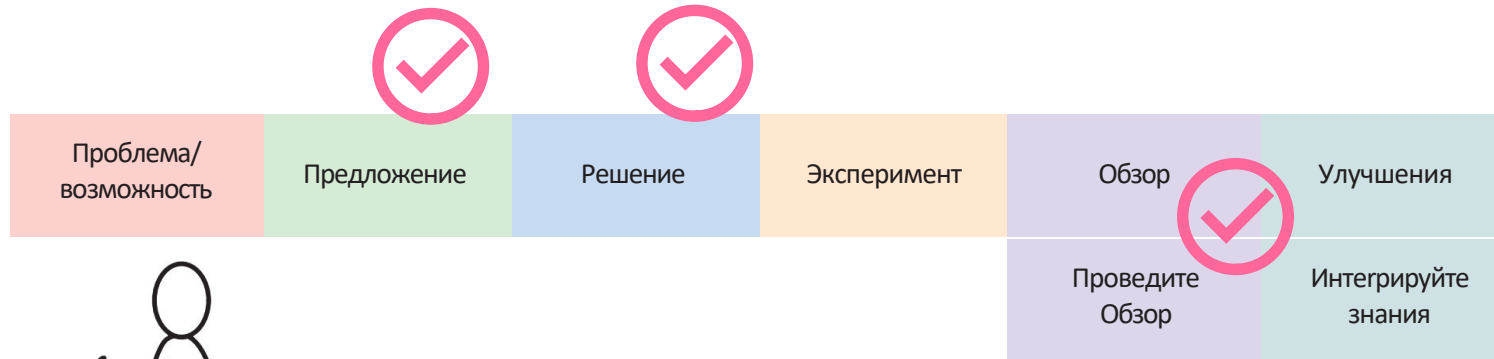 Проблема/
возможность
Предложение
Решение
Эксперимент
Обзор
Улучшения
Проведите
Обзор
Интегрируйте
знания